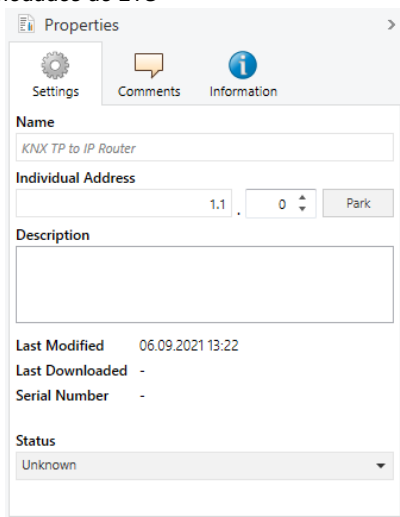 Properties
Settings Comments Information
Name
KNX TP to IP Router
Individual Address
1.1 . 0 Park
Description
Last Modified 06.09.2021 13:22
Last Downloaded -
Serial Number -
Status
Unknown